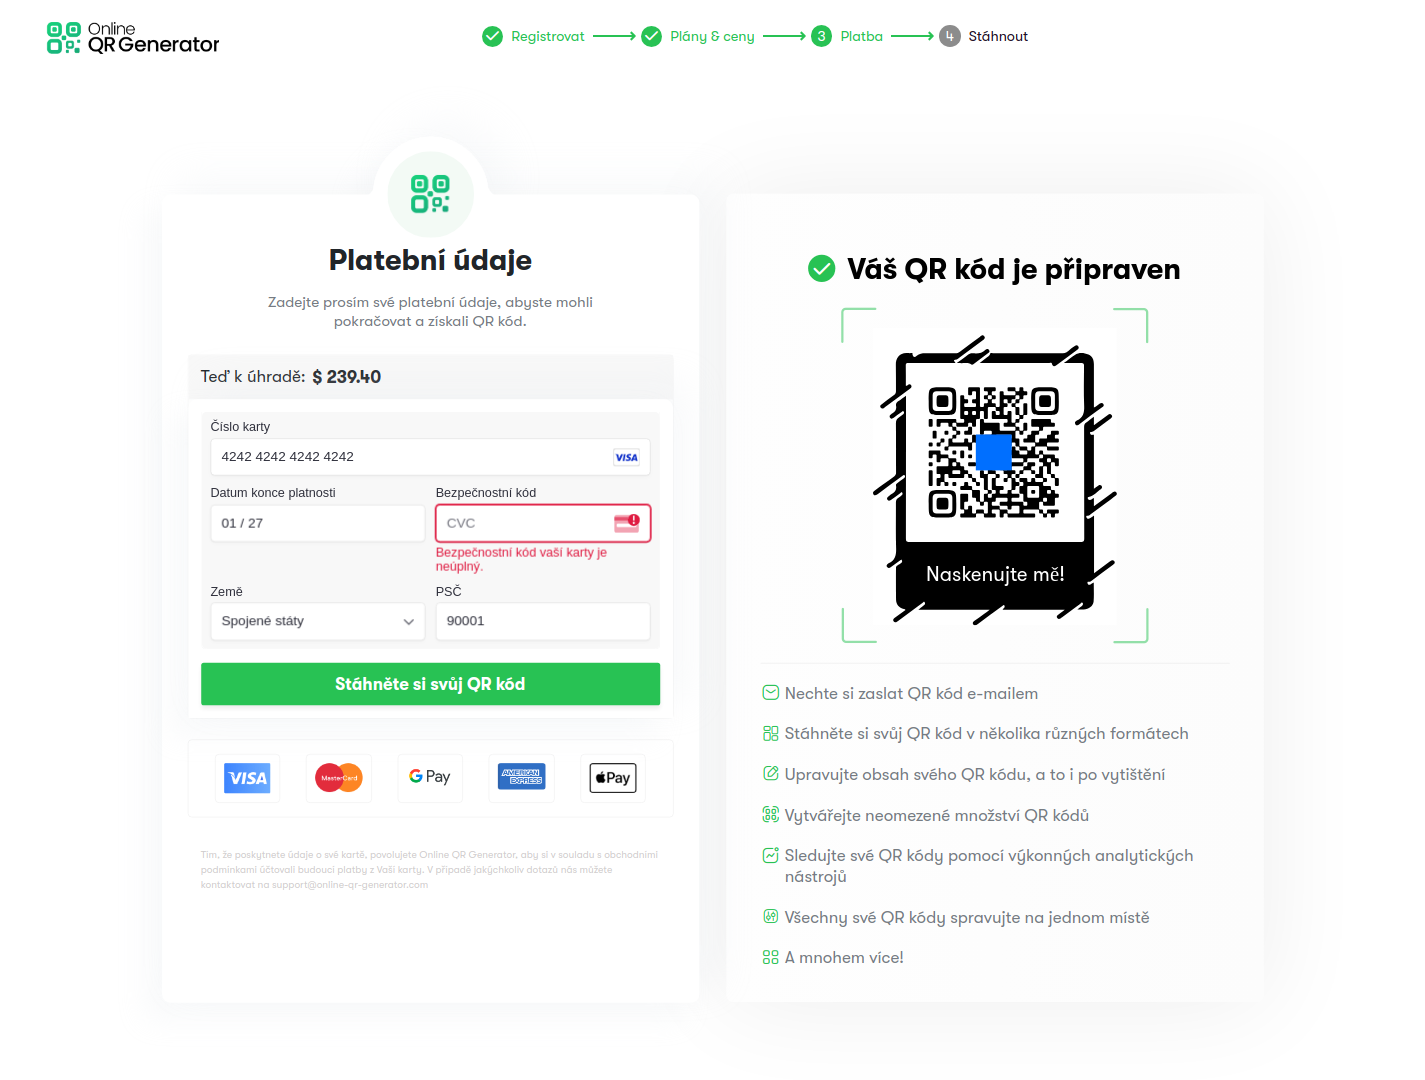 Online
QR Generator
Registrovat
Plány & ceny
3 Platba
4 Stáhnout
Platební údaje
Zadejte prosím své platební údaje, abyste mohli
pokračovat a získali QR kód.
Teď k úhradě: $ 239.40
Číslo karty
4242 4242 4242 4242
VISA
Datum konce platnosti
Bezpečnostní kód
01 / 27
CVC
Bezpečnostní kód vaší karty je
neúplný.
Země
PSČ
Spojené státy
90001
Stáhněte si svůj QR kód
VISA
MasterCard
G Pay
AMERICAN
EXPRESS
Pay
Tím, že poskytnete údaje o své kartě, povolujete Online QR Generator, aby si v souladu s obchodními
podmínkami účtovali budoucí platby z Vaší karty. V případě jakýchkoliv dotazů nás můžete
kontaktovat na support@online-qr-generator.com
Váš QR kód je připraven
Naskenujte mě!
Nechte si zaslat QR kód e-mailem
Stáhněte si svůj QR kód v několika různých formátech
Upravujte obsah svého QR kódu, a to i po vytištění
Vytvářejte neomezené množství QR kódů
Sledujte své QR kódy pomocí výkonných analytických
nástrojů
Všechny své QR kódy spravujte na jednom místě
A mnohem více!